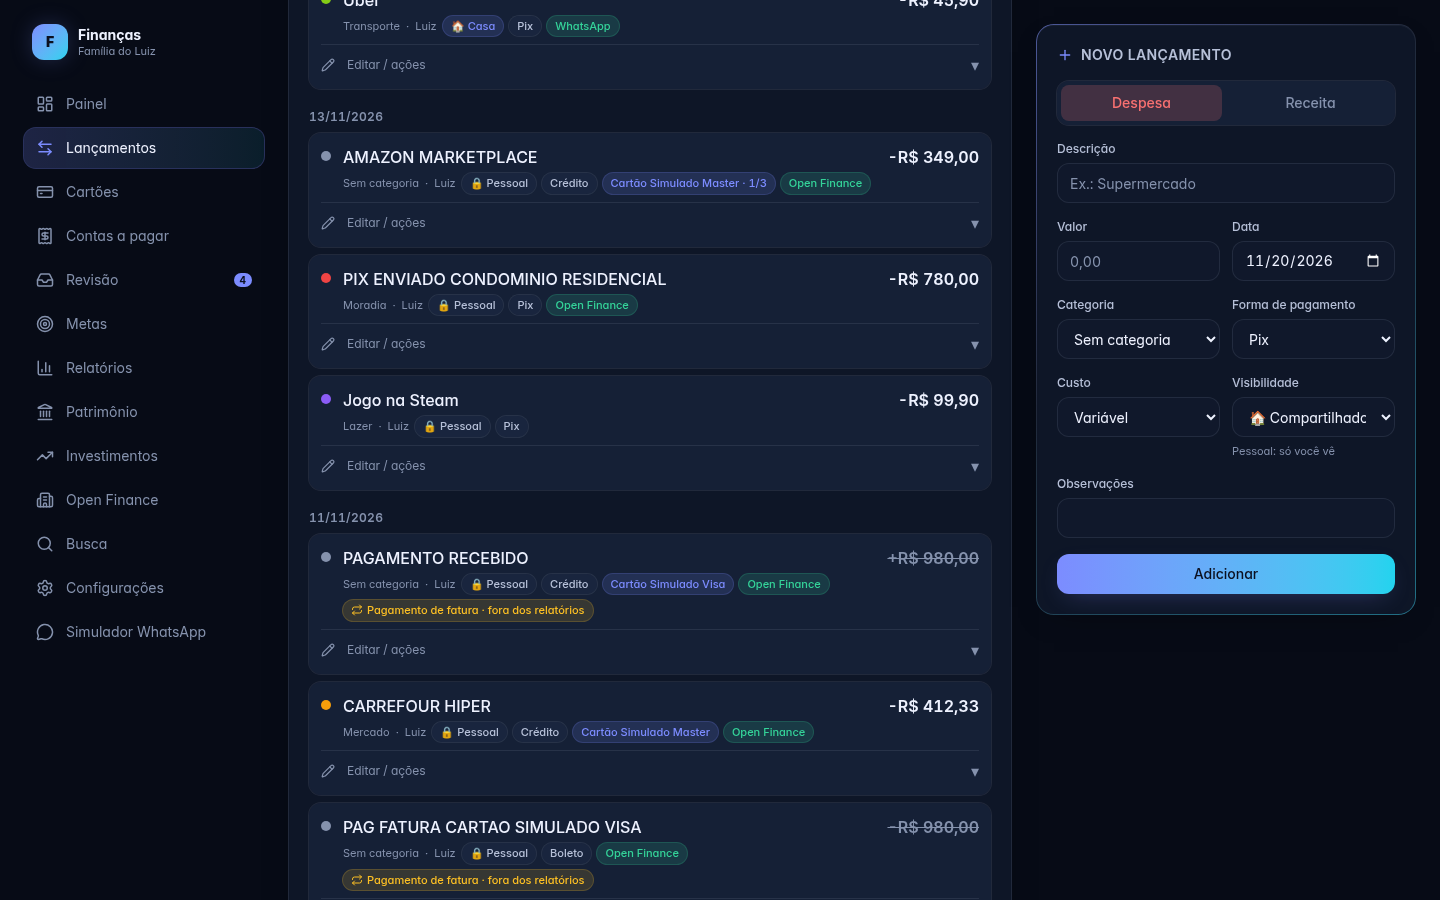 F
Finanças
Família do Luiz
Painel
Lançamentos
Cartões
Contas a pagar
Revisão
4
Metas
Relatórios
Patrimônio
Investimentos
Open Finance
Busca
Configurações
Simulador WhatsApp
Uber
-R$ 45,90
Transporte · Luiz 🏠 Casa Pix WhatsApp
Editar / ações ▾
13/11/2026
AMAZON MARKETPLACE
-R$ 349,00
Sem categoria · Luiz 🔒 Pessoal Crédito Cartão Simulado Master · 1/3 Open Finance
Editar / ações ▾
PIX ENVIADO CONDOMINIO RESIDENCIAL
-R$ 780,00
Moradia · Luiz 🔒 Pessoal Pix Open Finance
Editar / ações ▾
Jogo na Steam
-R$ 99,90
Lazer · Luiz 🔒 Pessoal Pix
Editar / ações ▾
11/11/2026
PAGAMENTO RECEBIDO
+R$ 980,00
Sem categoria · Luiz 🔒 Pessoal Crédito Cartão Simulado Visa Open Finance
Pagamento de fatura · fora dos relatórios
Editar / ações ▾
CARREFOUR HIPER
-R$ 412,33
Mercado · Luiz 🔒 Pessoal Crédito Cartão Simulado Master Open Finance
Editar / ações ▾
PAG FATURA CARTAO SIMULADO VISA
-R$ 980,00
Sem categoria · Luiz 🔒 Pessoal Boleto Open Finance
Pagamento de fatura · fora dos relatórios
+ NOVO LANÇAMENTO
Despesa Receita
Descrição
Ex.: Supermercado
Valor Data
0,00 11/20/2026
Categoria Forma de pagamento
Sem categoria Pix
Custo Visibilidade
Variável 🏠 Compartilhado
Pessoal: só você vê
Observações
Adicionar